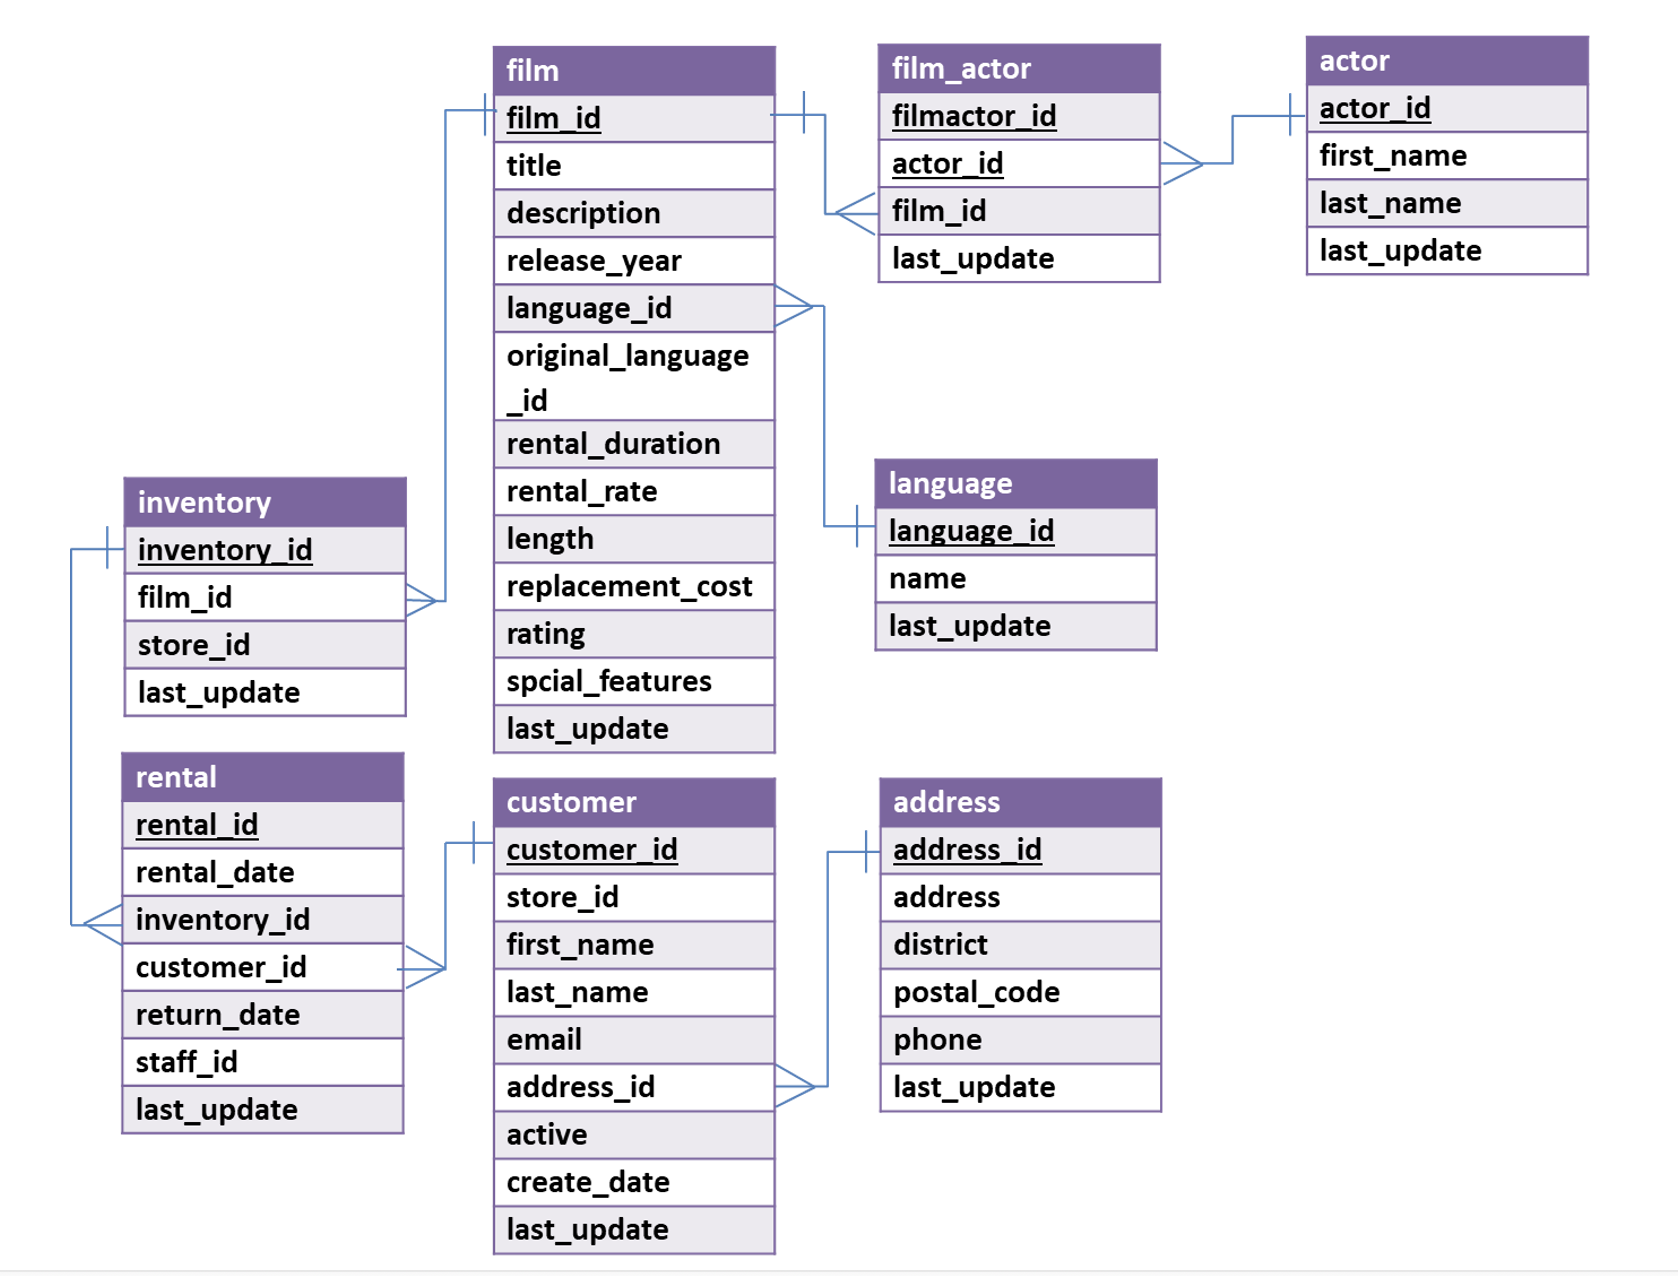 film
film_id
title
description
release_year
language_id
original_language
_id
rental_duration
rental_rate
length
replacement_cost
rating
spcial_features
last_update
film_actor
filmactor_id
actor_id
film_id
last_update
actor
actor_id
first_name
last_name
last_update
language
language_id
name
last_update
inventory
inventory_id
film_id
store_id
last_update
rental
rental_id
rental_date
inventory_id
customer_id
return_date
staff_id
last_update
customer
customer_id
store_id
first_name
last_name
email
address_id
active
create_date
last_update
address
address_id
address
district
postal_code
phone
last_update